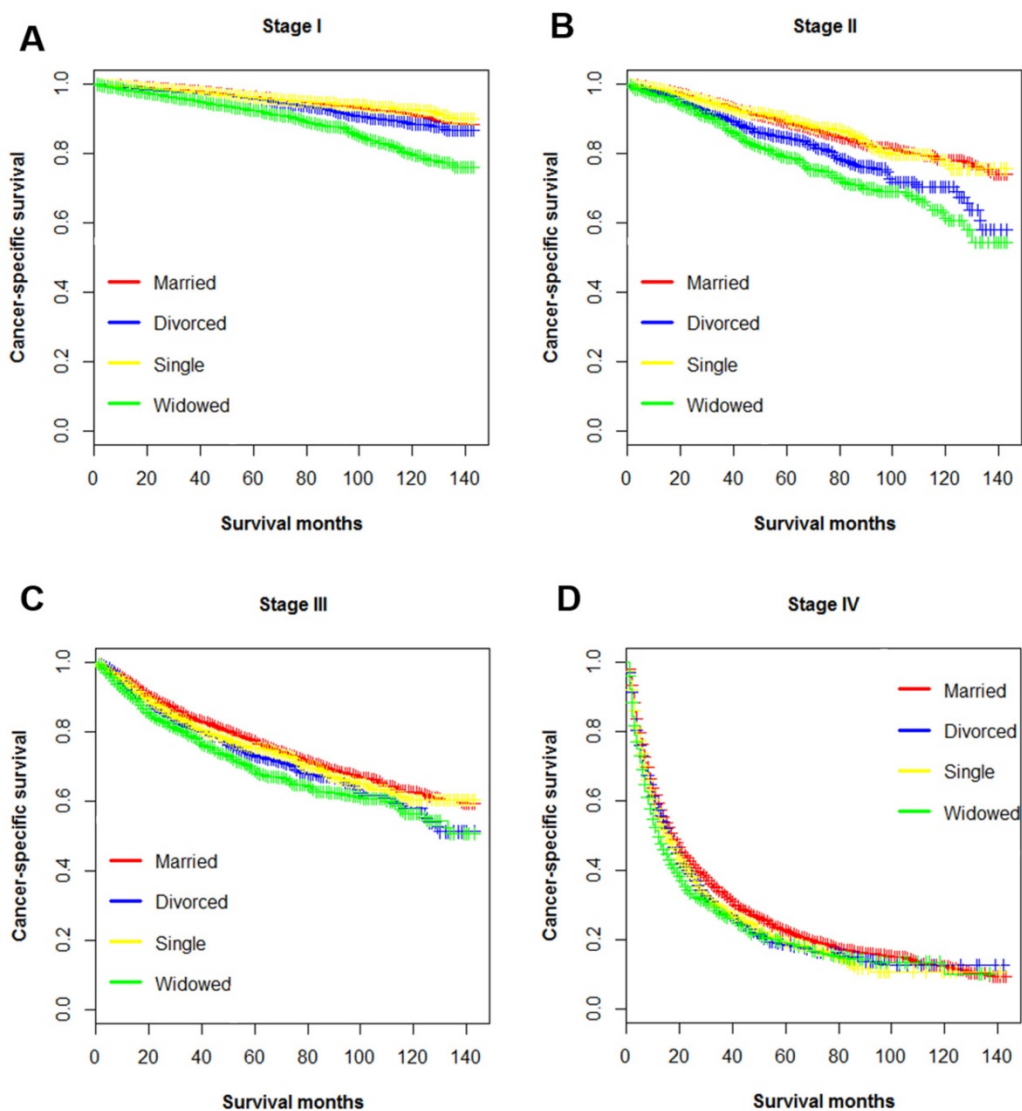 A
Stage I
Cancer-specific survival
1.0
0.8
0.6
0.4
0.2
0.0
Married
Divorced
Single
Widowed
0 20 40 60 80 100 120 140
Survival months
B
Stage II
Cancer-specific survival
1.0
0.8
0.6
0.4
0.2
0.0
Married
Divorced
Single
Widowed
0 20 40 60 80 100 120 140
Survival months
C
Stage III
Cancer-specific survival
1.0
0.8
0.6
0.4
0.2
0.0
Married
Divorced
Single
Widowed
0 20 40 60 80 100 120 140
Survival months
D
Stage IV
Cancer-specific survival
1.0
0.8
0.6
0.4
0.2
0.0
Married
Divorced
Single
Widowed
0 20 40 60 80 100 120 140
Survival months